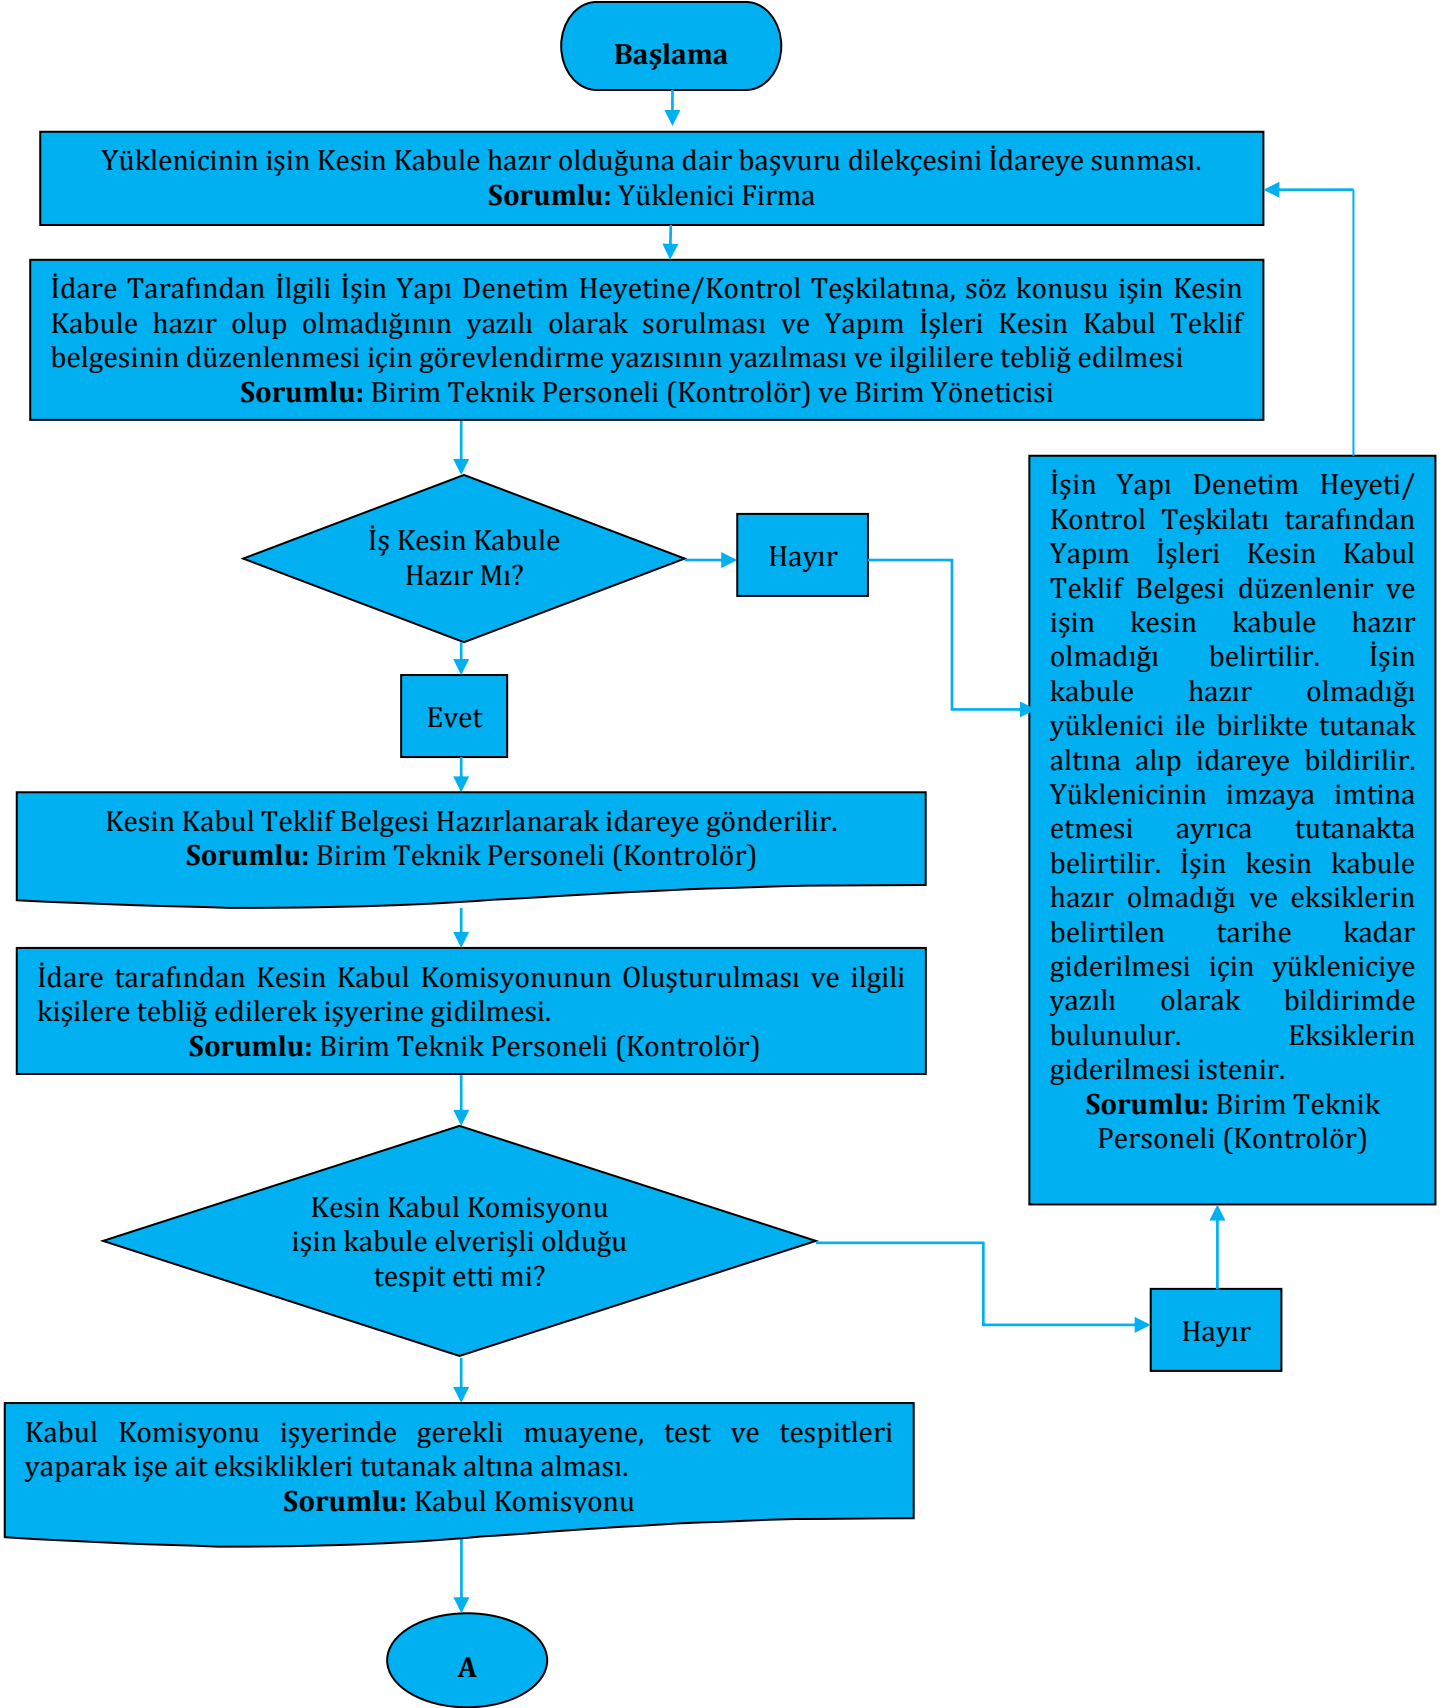 Başlama
Yüklenicinin işin Kesin Kabule hazır olduğuna dair başvuru dilekçesini İdareye sunması.
Sorumlu: Yüklenici Firma
İdare Tarafından İlgili İşin Yapı Denetim Heyetine/Kontrol Teşkilatına, söz konusu işin Kesin
Kabule hazır olup olmadığının yazılı olarak sorulması ve Yapım İşleri Kesin Kabul Teklif
belgesinin düzenlenmesi için görevlendirme yazısının yazılması ve ilgililere tebliğ edilmesi
Sorumlu: Birim Teknik Personeli (Kontrolör) ve Birim Yöneticisi
İş Kesin Kabule
Hazır Mı?
Hayır
Evet
İşin Yapı Denetim Heyeti/
Kontrol Teşkilatı tarafından
Yapım İşleri Kesin Kabul
Teklif Belgesi düzenlenir ve
işin kesin kabule hazır
olmadığı belirtilir. İşin
kabule hazır olmadığı
yüklenici ile birlikte tutanak
altına alıp idareye bildirilir.
Yüklenicinin imzaya imtina
etmesi ayrıca tutanakta
belirtilir. İşin kesin kabule
hazır olmadığı ve eksiklerin
belirtilen tarihe kadar
giderilmesi için yükleniciye
yazılı olarak bildirimde
bulunulur. Eksiklerin
giderilmesi istenir.
Sorumlu: Birim Teknik
Personeli (Kontrolör)
Kesin Kabul Teklif Belgesi Hazırlanarak idareye gönderilir.
Sorumlu: Birim Teknik Personeli (Kontrolör)
İdare tarafından Kesin Kabul Komisyonunun Oluşturulması ve ilgili
kişilere tebliğ edilerek işyerine gidilmesi.
Sorumlu: Birim Teknik Personeli (Kontrolör)
Kesin Kabul Komisyonu
işin kabule elverişli olduğu
tespit etti mi?
Hayır
Kabul Komisyonu işyerinde gerekli muayene, test ve tespitleri
yaparak işe ait eksiklikleri tutanak altına alması.
Sorumlu: Kabul Komisyonu
A